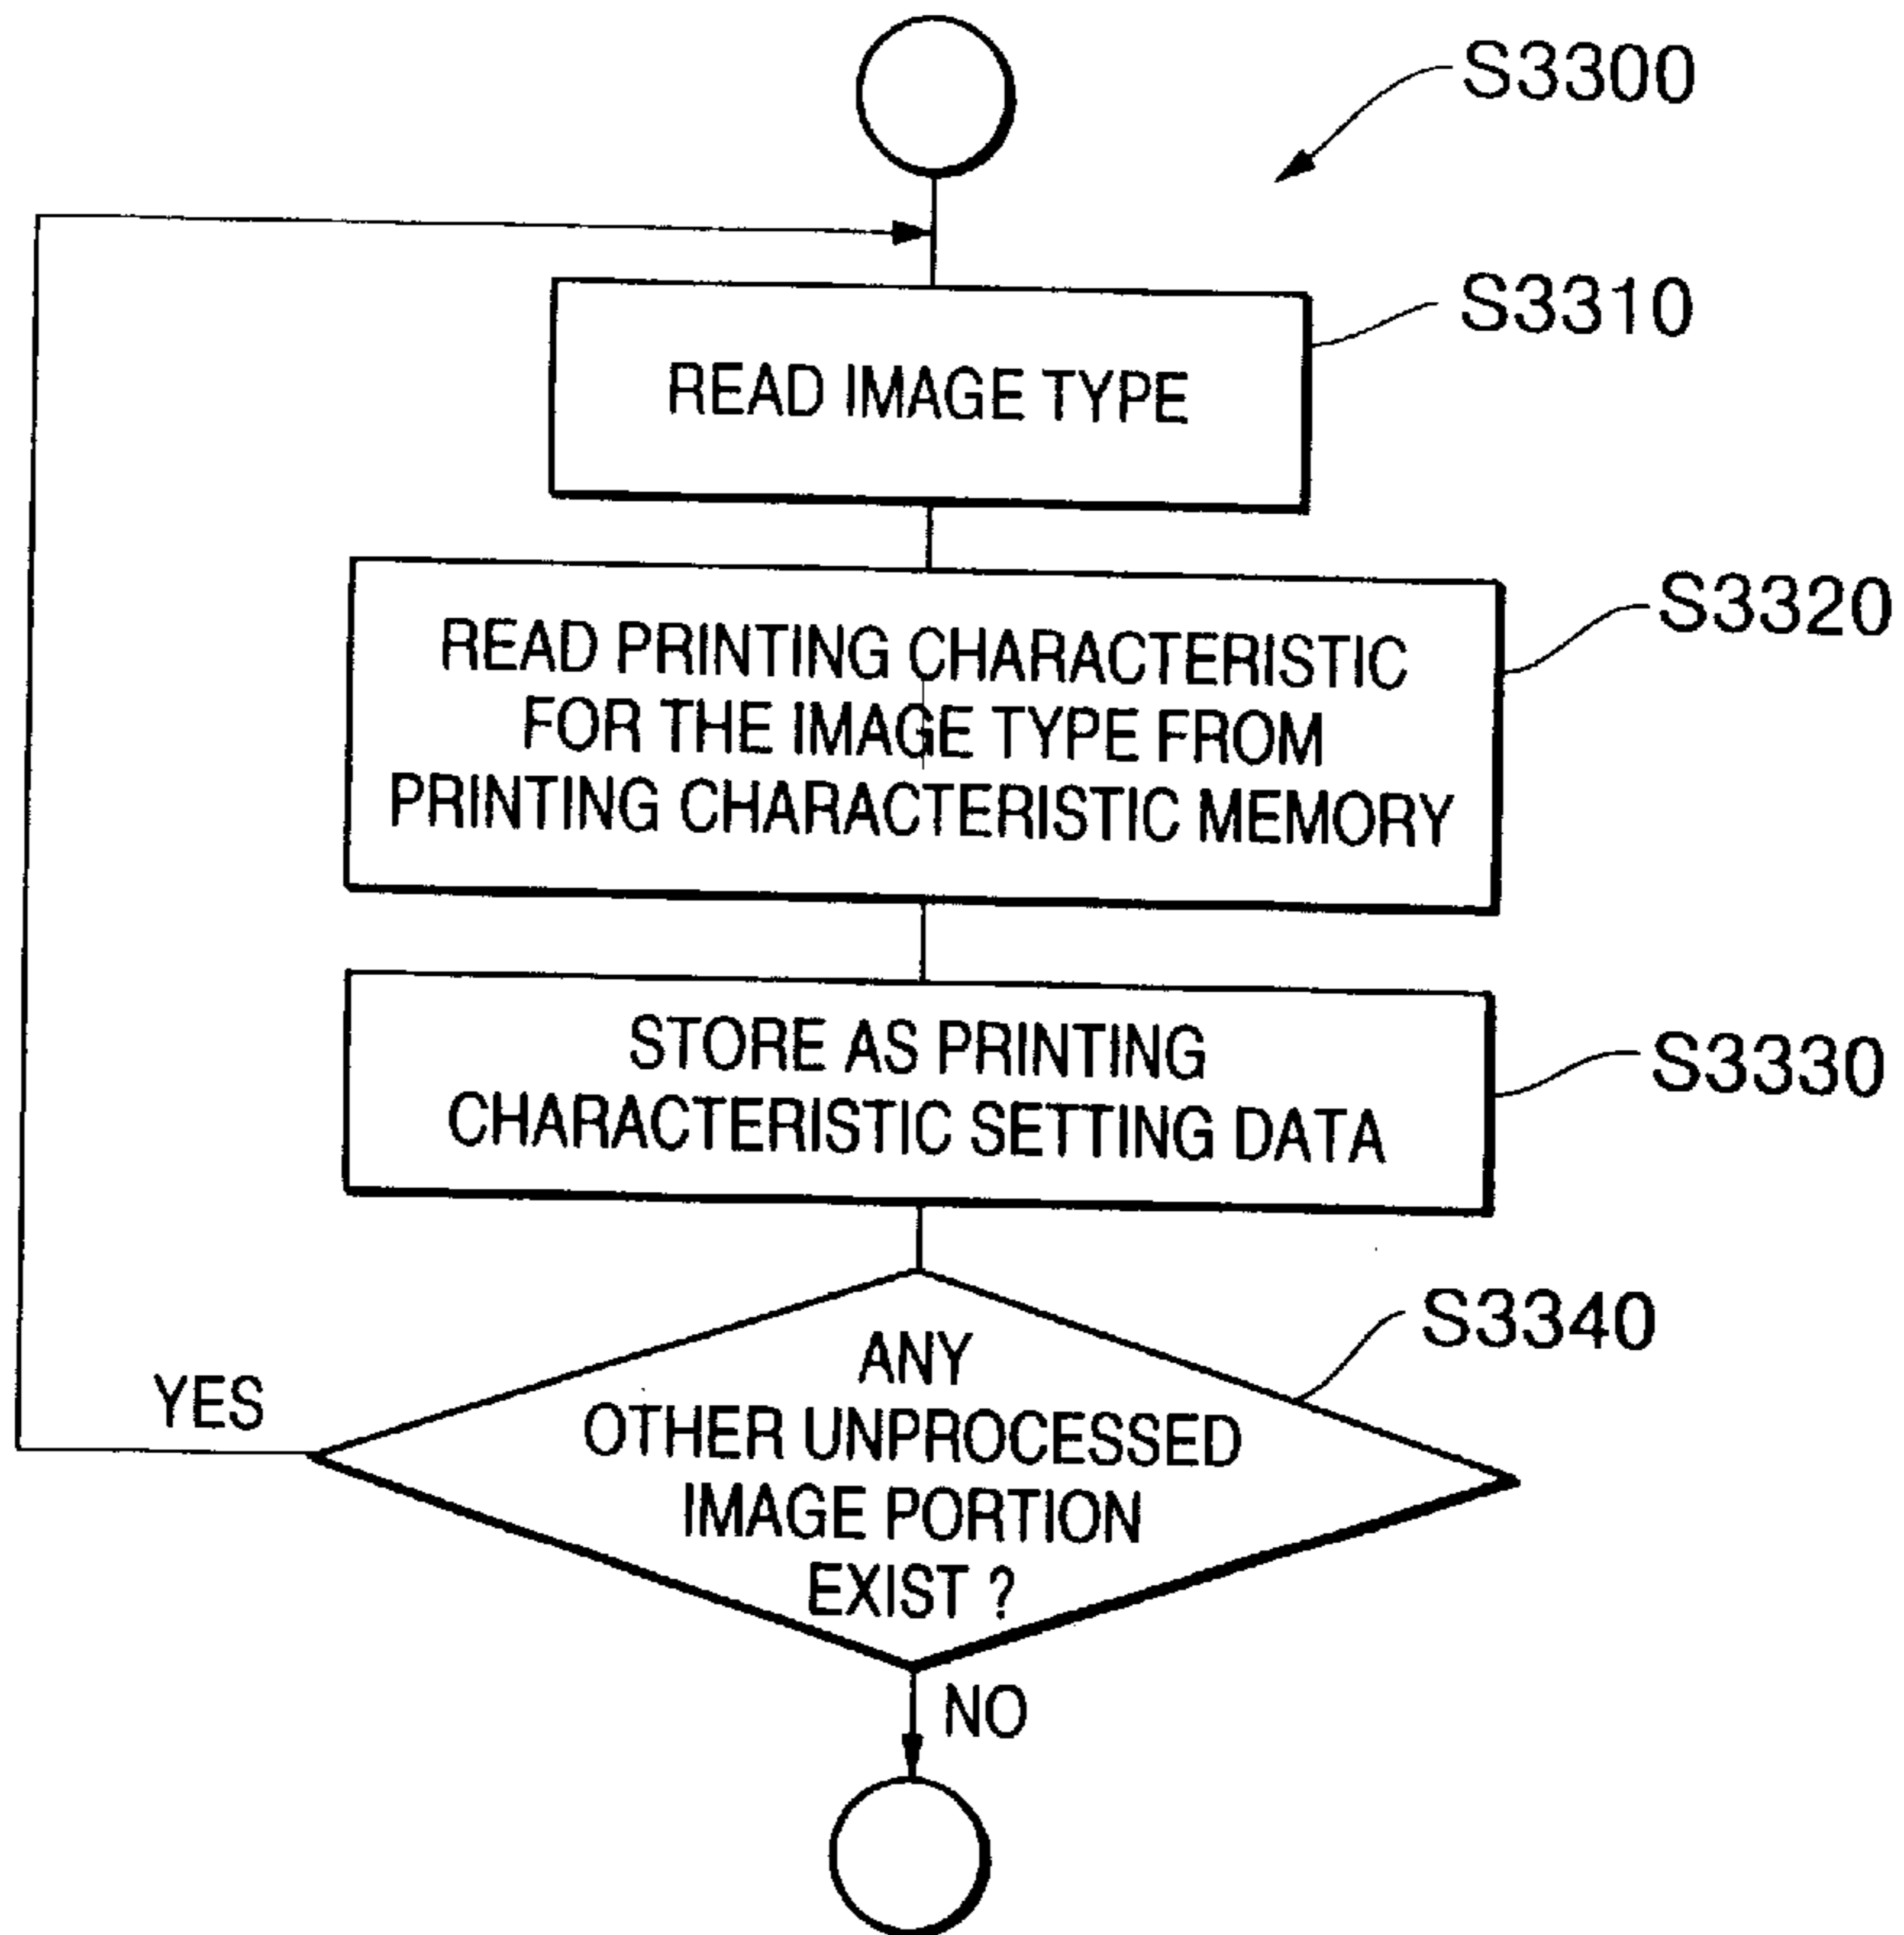 S3300
S3310
READ IMAGE TYPE
S3320
READ PRINTING CHARACTERISTIC
FOR THE IMAGE TYPE FROM
PRINTING CHARACTERISTIC MEMORY
S3330
STORE AS PRINTING
CHARACTERISTIC SETTING DATA
S3340
ANY
OTHER UNPROCESSED
IMAGE PORTION
EXIST ?
YES
NO